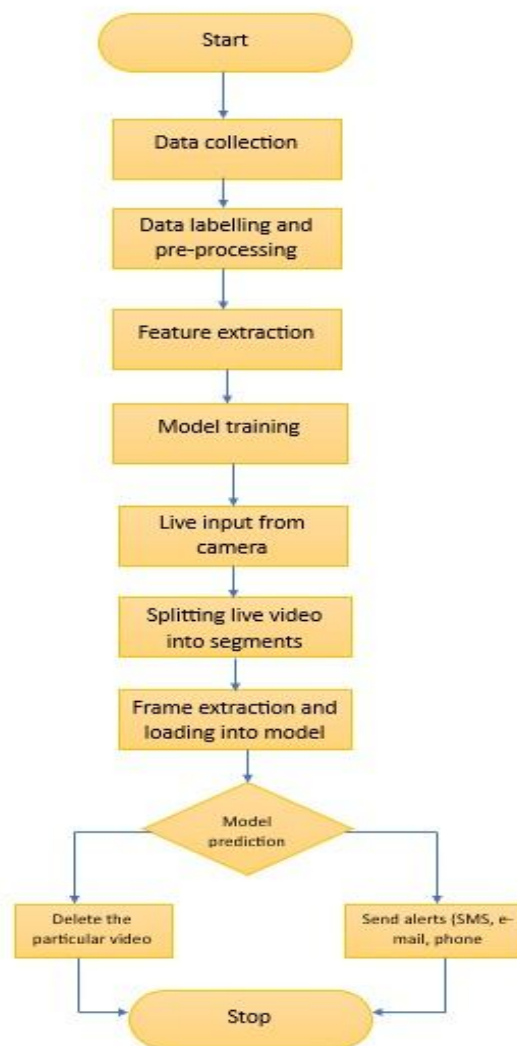 Start
Data collection
Data labelling and
pre-processing
Feature extraction
Model training
Live input from
camera
Splitting live video
into segments
Frame extraction and
loading into model
Model
prediction
Delete the
particular video
Send alerts (SMS, e-
mail, phone
Stop